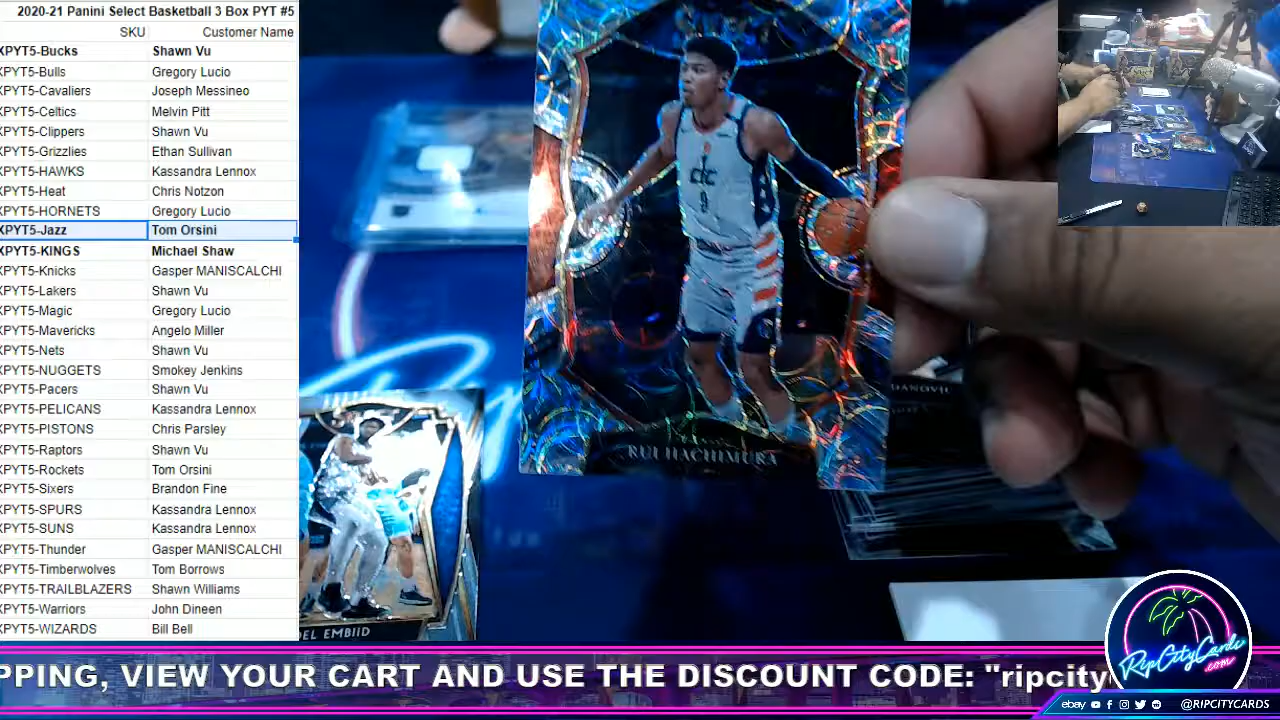 2020-21 Panini Select Basketball 3 Box PYT #5
SKU Customer Name
XPYT5-Bucks Shawn Vu
XPYT5-Bulls Gregory Lucio
XPYT5-Cavaliers Joseph Messineo
XPYT5-Celtics Melvin Pitt
XPYT5-Clippers Shawn Vu
XPYT5-Grizzlies Ethan Sullivan
XPYT5-HAWKS Kassandra Lennox
XPYT5-Heat Chris Notzon
XPYT5-HORNETS Gregory Lucio
XPYT5-Jazz Tom Orsini
XPYT5-KINGS Michael Shaw
XPYT5-Knicks Gasper MANISCALCHI
XPYT5-Lakers Shawn Vu
XPYT5-Magic Gregory Lucio
XPYT5-Mavericks Angelo Miller
XPYT5-Nets Shawn Vu
XPYT5-NUGGETS Smokey Jenkins
XPYT5-Pacers Shawn Vu
XPYT5-PELICANS Kassandra Lennox
XPYT5-PISTONS Chris Parsley
XPYT5-Raptors Shawn Vu
XPYT5-Rockets Tom Orsini
XPYT5-Sixers Brandon Fine
XPYT5-SPURS Kassandra Lennox
XPYT5-SUNS Kassandra Lennox
XPYT5-Thunder Gasper MANISCALCHI
XPYT5-Timberwolves Tom Borrows
XPYT5-TRAILBLAZERS Shawn Williams
XPYT5-Warriors John Dineen
XPYT5-WIZARDS Bill Bell
9
RUI HACHIMURA
DANOVIC
EL EMBIID
PPING, VIEW YOUR CART AND USE THE DISCOUNT CODE: "ripcity
RipCityCards
.com
ebay @RIPCITYCARDS